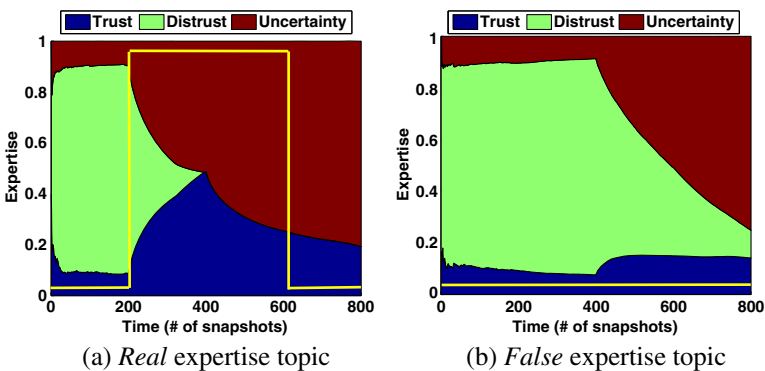 Trust Distrust Uncertainty
Expertise
1
0.8
0.6
0.4
0.2
0
0 200 400 600 800
Time (# of snapshots)
(a) Real expertise topic
Trust Distrust Uncertainty
Expertise
1
0.8
0.6
0.4
0.2
0
0 200 400 600 800
Time (# of snapshots)
(b) False expertise topic